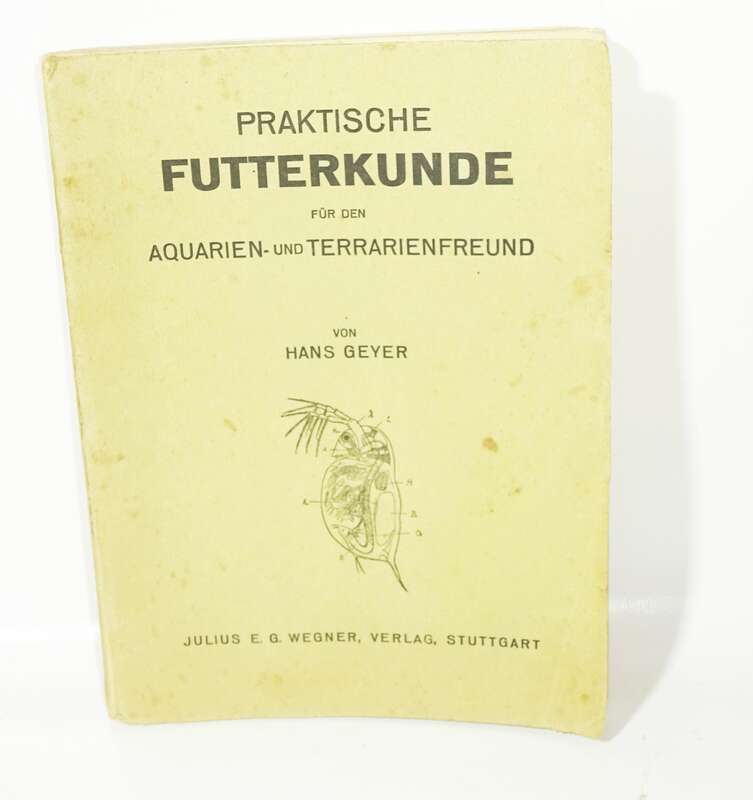 PRAKTISCHE
FUTTERKUNDE
FÜR DEN
AQUARIEN- UND TERRARIENFREUND
VON
HANS GEYER
JULIUS E. G. WEGNER, VERLAG, STUTTGART